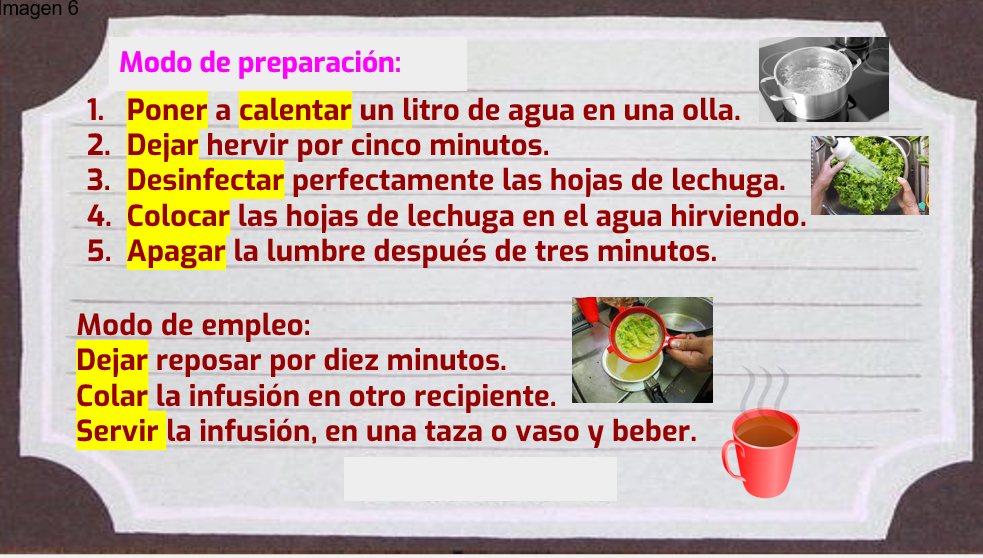 Imagen 6
Modo de preparación:
1. Poner a calentar un litro de agua en una olla.
2. Dejar hervir por cinco minutos.
3. Desinfectar perfectamente las hojas de lechuga.
4. Colocar las hojas de lechuga en el agua hirviendo.
5. Apagar la lumbre después de tres minutos.
Modo de empleo:
Dejar reposar por diez minutos.
Colar la infusión en otro recipiente.
Servir la infusión, en una taza o vaso y beber.